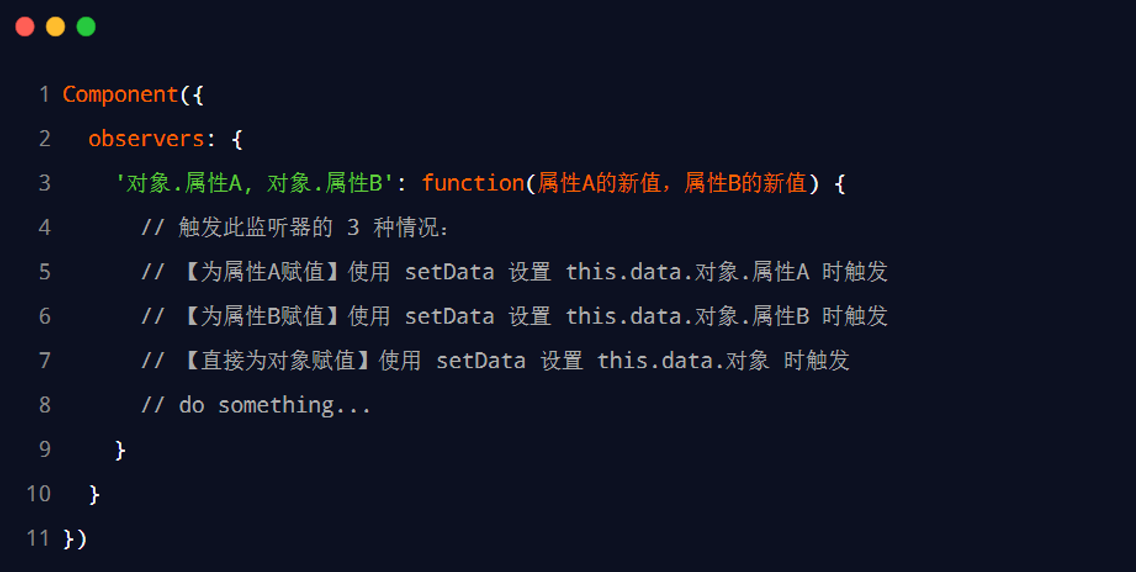 1 Component({
2   observers: {
3     '对象.属性A, 对象.属性B': function(属性A的新值，属性B的新值) {
4       // 触发此监听器的 3 种情况：
5       // 【为属性A赋值】使用 setData 设置 this.data.对象.属性A 时触发
6       // 【为属性B赋值】使用 setData 设置 this.data.对象.属性B 时触发
7       // 【直接为对象赋值】使用 setData 设置 this.data.对象 时触发
8       // do something...
9     }
10   }
11 })